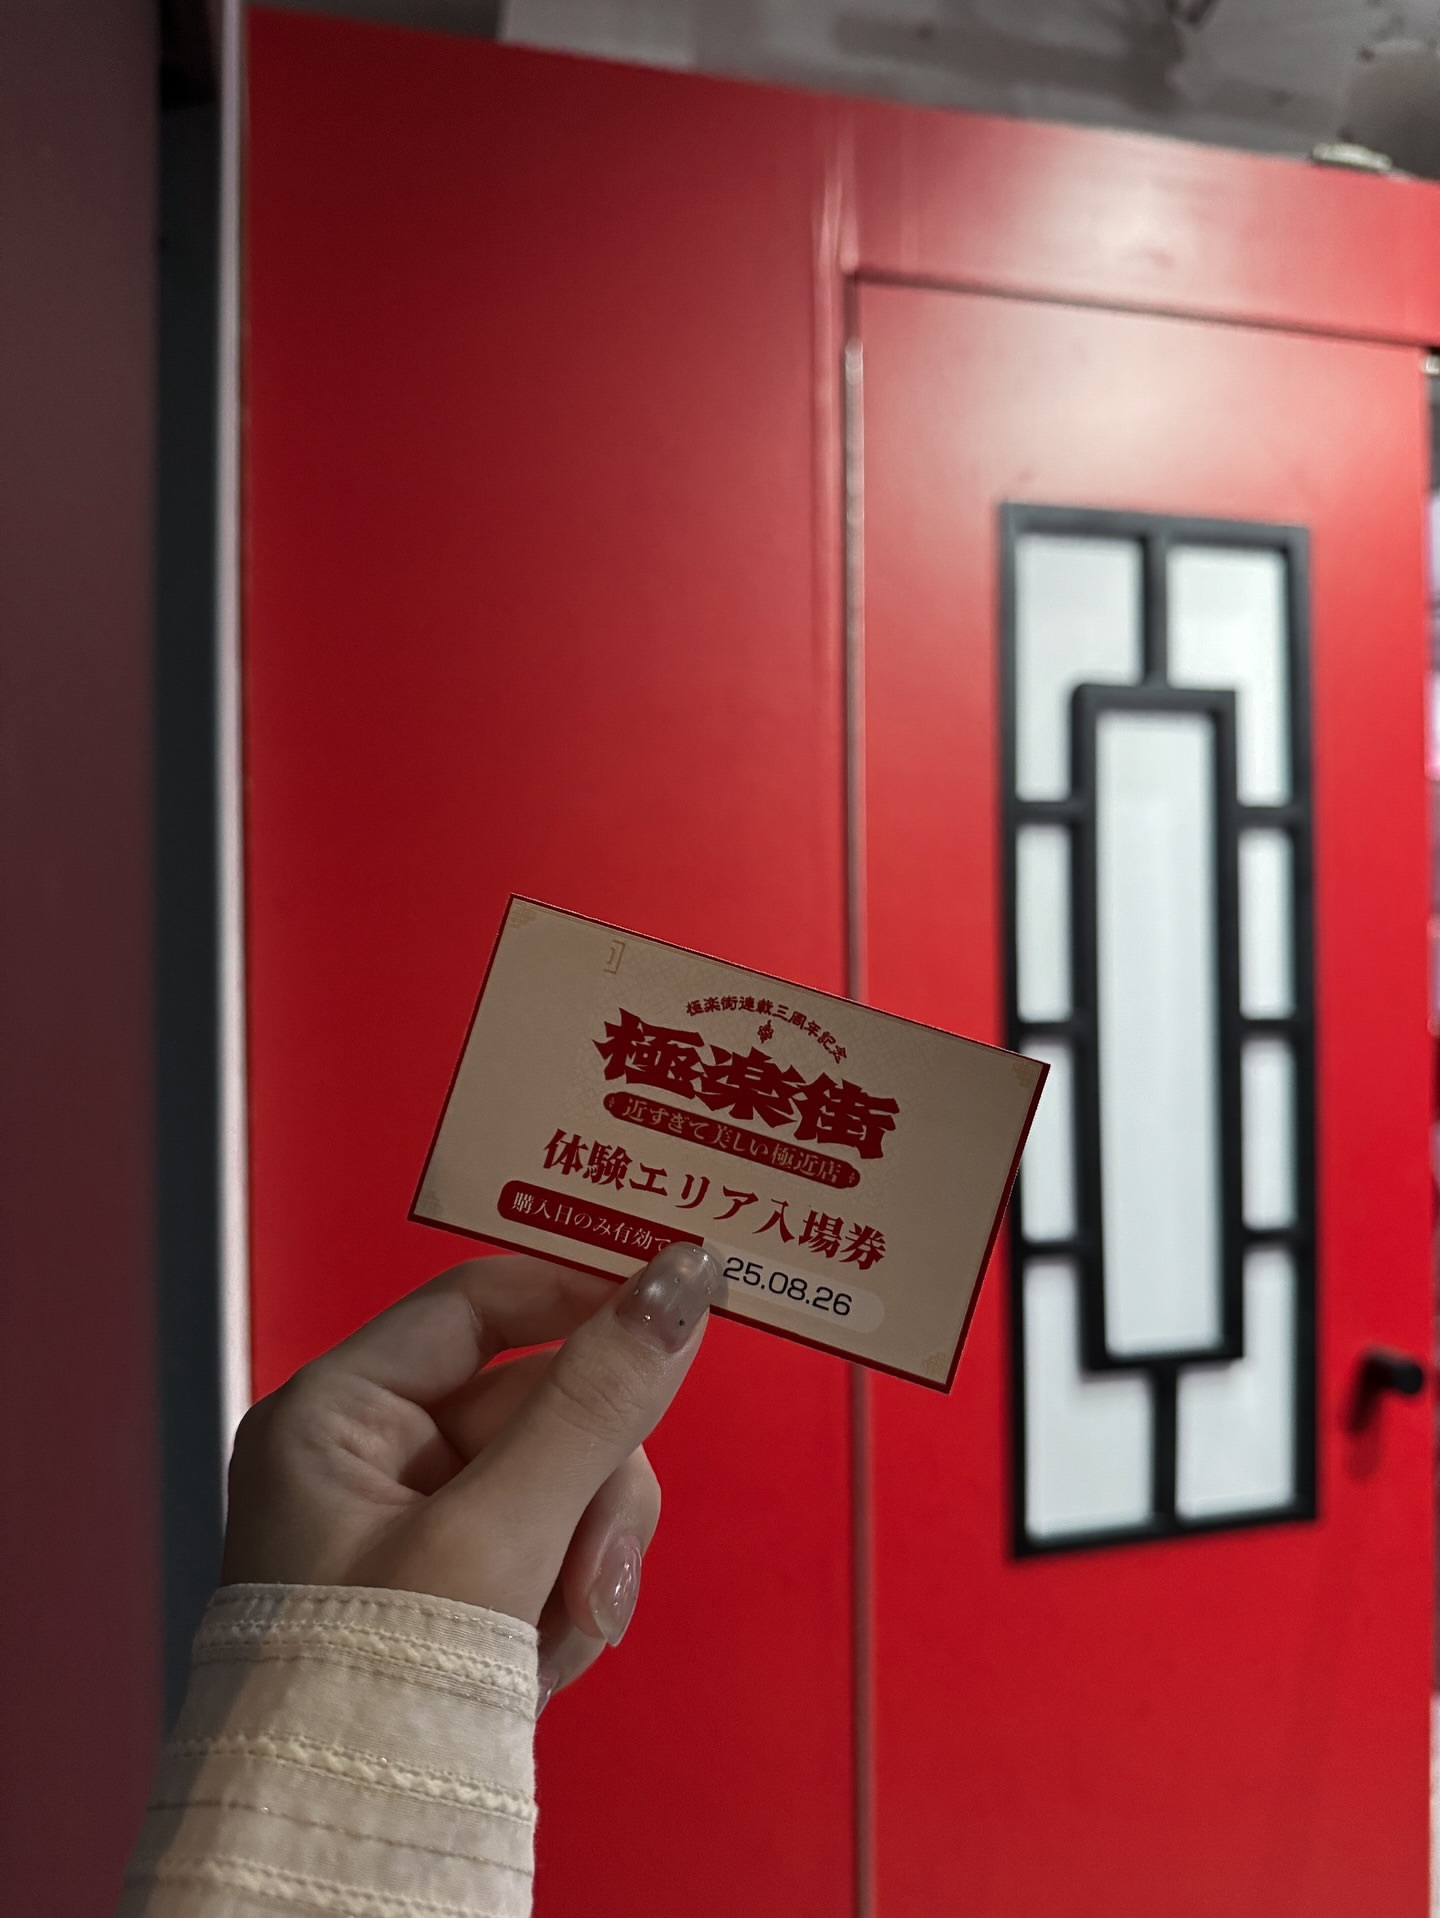 極楽街連載三周年記念
極楽街
近すぎて美しい極近店
体験エリア入場券
購入日のみ有効で
25.08.26